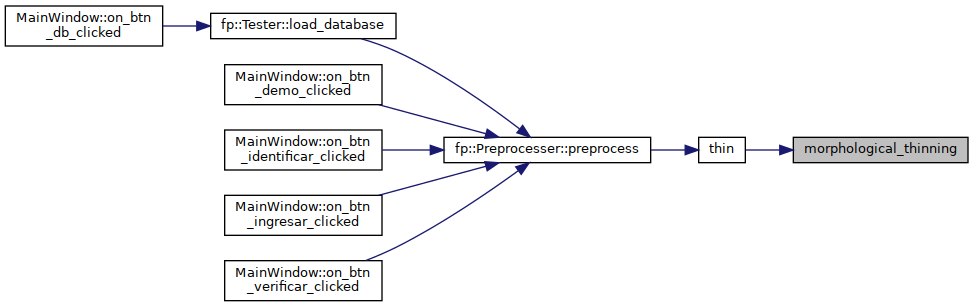 MainWindow::on_btn
_db_clicked
fp::Tester::load_database
MainWindow::on_btn
_demo_clicked
MainWindow::on_btn
_identificar_clicked
MainWindow::on_btn
_ingresar_clicked
MainWindow::on_btn
_verificar_clicked
fp::Preprocesser::preprocess
thin
morphological_thinning